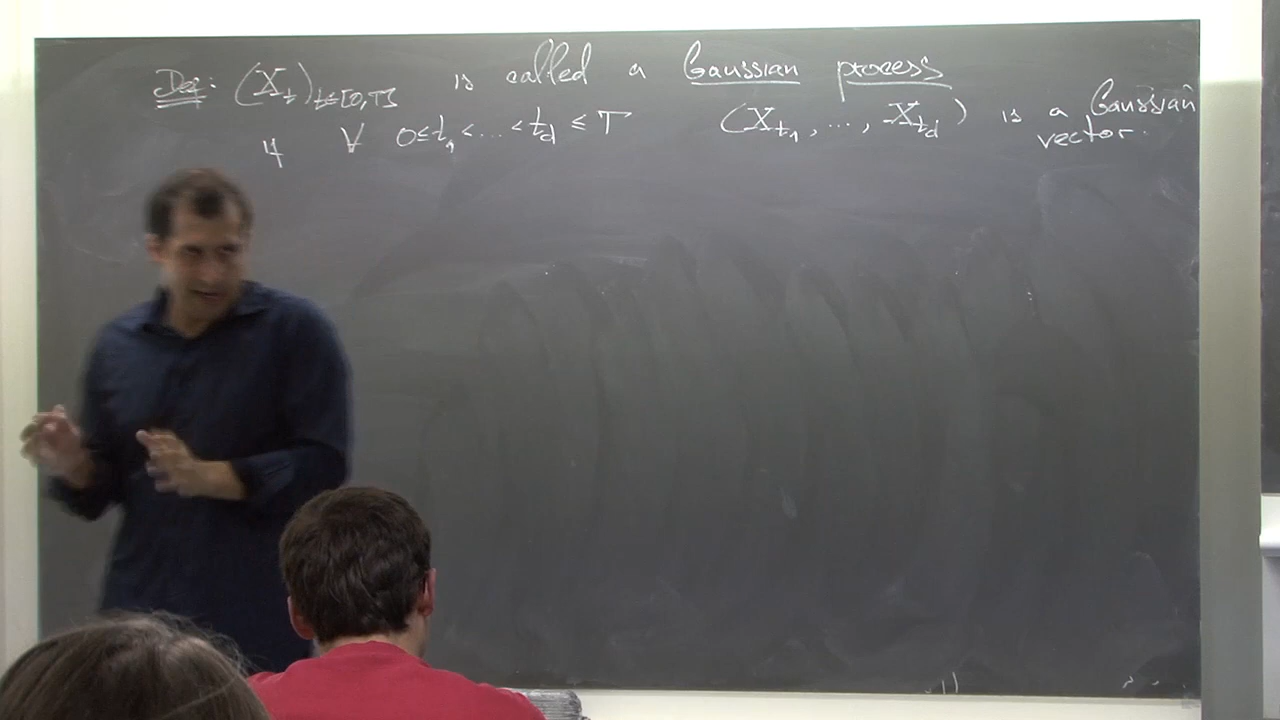 Def: (X_t)_{t∈[0,T]} is called a Gaussian process
if ∀ 0≤t_1<...<t_d≤T (X_{t_1}, ..., X_{t_d}) is a Gaussian
vector.